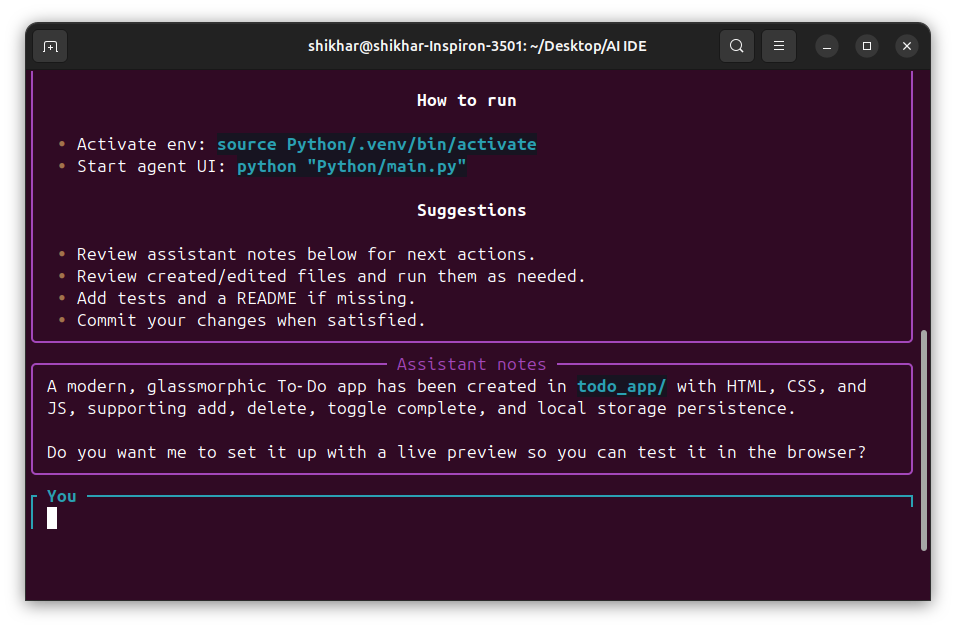 shikhar@shikhar-Inspiron-3501: ~/Desktop/AI IDE
How to run
• Activate env: source Python/.venv/bin/activate
• Start agent UI: python "Python/main.py"
Suggestions
• Review assistant notes below for next actions.
• Review created/edited files and run them as needed.
• Add tests and a README if missing.
• Commit your changes when satisfied.
Assistant notes
A modern, glassmorphic To-Do app has been created in todo_app/ with HTML, CSS, and
JS, supporting add, delete, toggle complete, and local storage persistence.
Do you want me to set it up with a live preview so you can test it in the browser?
You